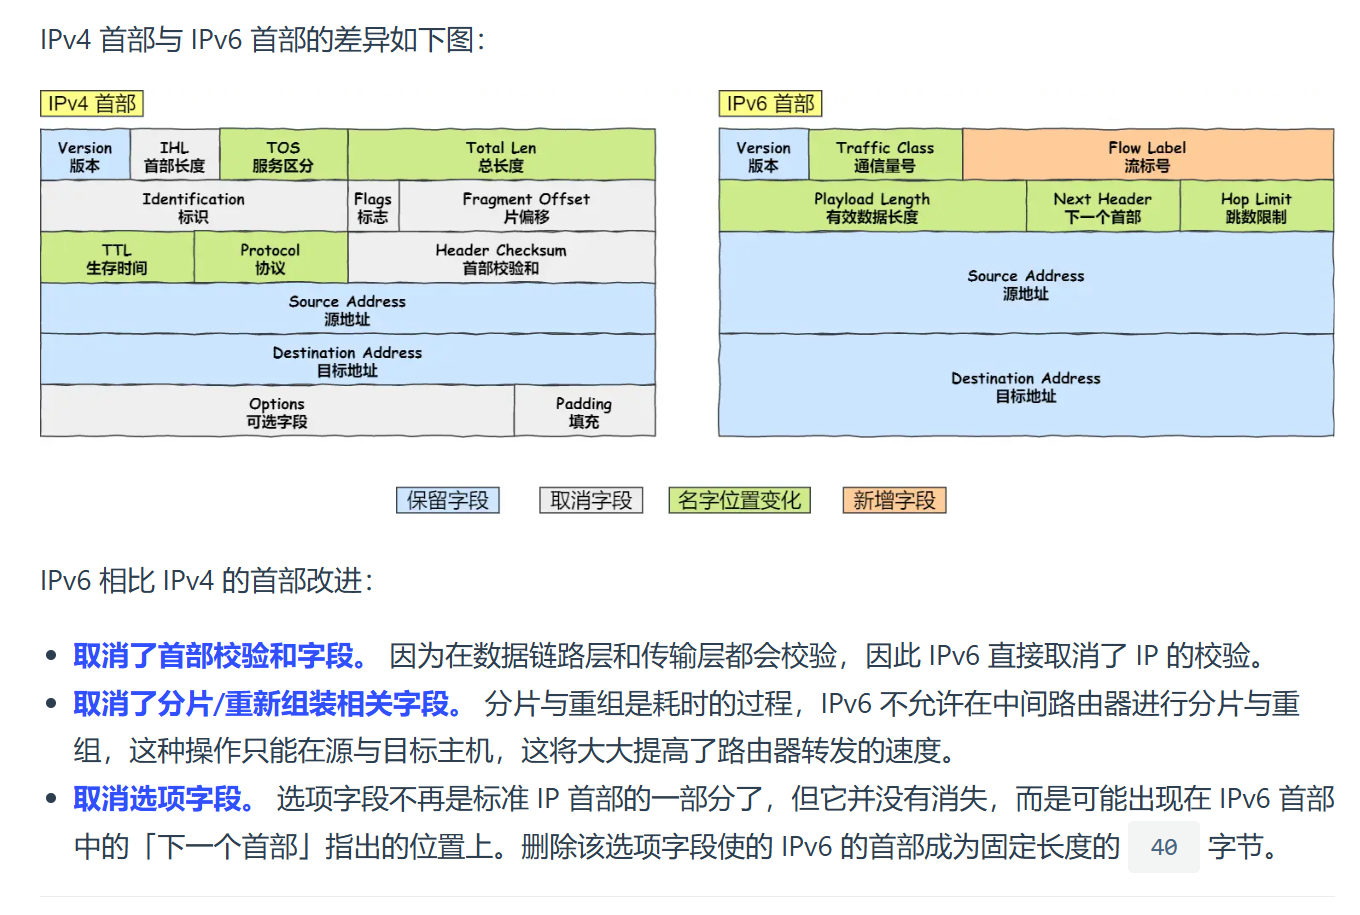 IPv4 首部与 IPv6 首部的差异如下图：
IPv4 首部
Version
版本
IHL
首部长度
TOS
服务区分
Total Len
总长度
Identification
标识
Flags
标志
Fragment Offset
片偏移
TTL
生存时间
Protocol
协议
Header Checksum
首部校验和
Source Address
源地址
Destination Address
目标地址
Options
可选字段
Padding
填充
IPv6 首部
Version
版本
Traffic Class
通信量号
Flow Label
流标号
Playload Length
有效数据长度
Next Header
下一个首部
Hop Limit
跳数限制
Source Address
源地址
Destination Address
目标地址
保留字段
取消字段
名字位置变化
新增字段
IPv6 相比 IPv4 的首部改进：
取消了首部校验和字段。 因为在数据链路层和传输层都会校验，因此 IPv6 直接取消了 IP 的校验。
取消了分片/重新组装相关字段。 分片与重组是耗时的过程，IPv6 不允许在中间路由器进行分片与重
组，这种操作只能在源与目标主机，这将大大提高了路由器转发的速度。
取消选项字段。 选项字段不再是标准 IP 首部的一部分了，但它并没有消失，而是可能出现在 IPv6 首部
中的「下一个首部」指出的位置上。删除该选项字段使的 IPv6 的首部成为固定长度的 40 字节。